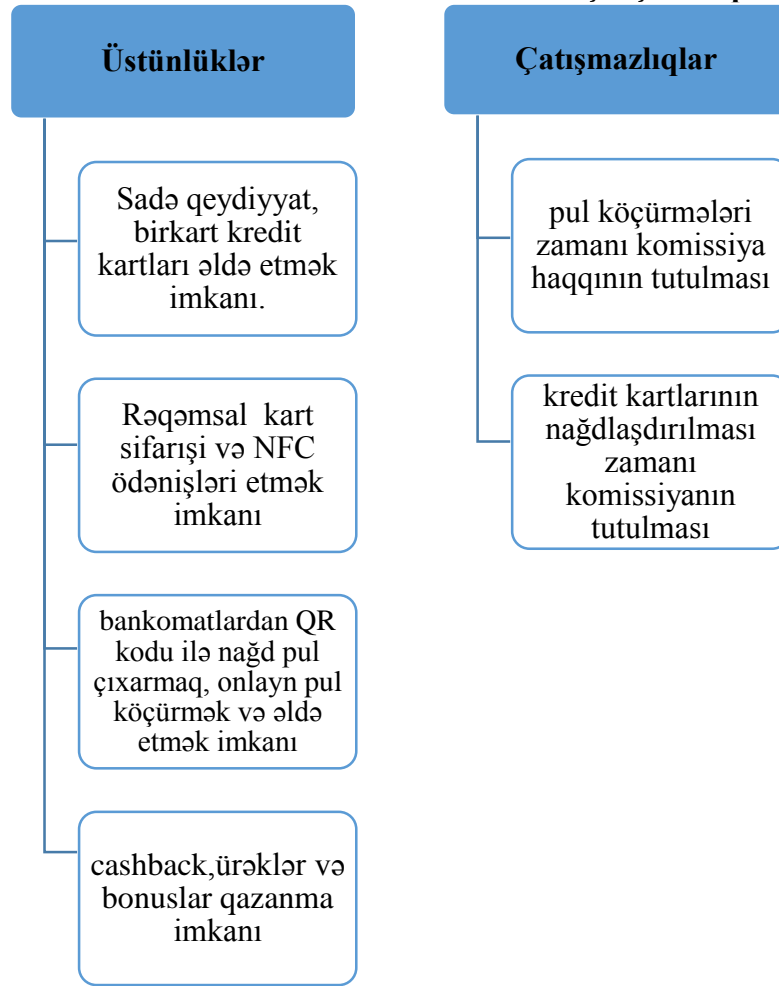 Üstünlüklər
Sadə qeydiyyat,
birkart kredit
kartları əldə etmək
imkanı.
Rəqəmsal  kart
sifarişi və NFC
ödənişləri etmək
imkanı
bankomatlardan QR
kodu ilə nağd pul
çıxarmaq, onlayn pul
köçürmək və əldə
etmək imkanı
cashback,ürəklər və
bonuslar qazanma
imkanı
Çatışmazlıqlar
pul köçürmələri
zamanı komissiya
haqqının tutulması
kredit kartlarının
nağdlaşdırılması
zamanı
komissiyanın
tutulması